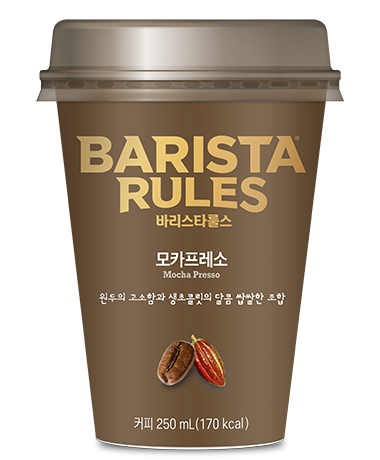 BARISTA®
RULES
바리스타룰스
모카프레소
Mocha Presso
원두의 고소함과 생초콜릿의 달콤 쌉쌀한 조합
커피 250 mL(170 kcal)